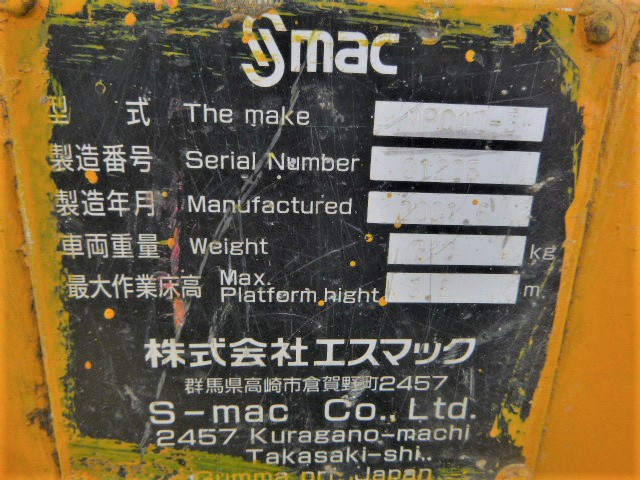 Smac
型式 The make
製造番号 Serial Number
製造年月 Manufactured
車両重量 Weight kg
最大作業床高 Max. Platform hight m
株式会社エスマック
群馬県高崎市倉賀野町2457
S-mac Co., Ltd.
2457 Kuragano-machi
Takasaki-shi.
Gunma prf. Japan